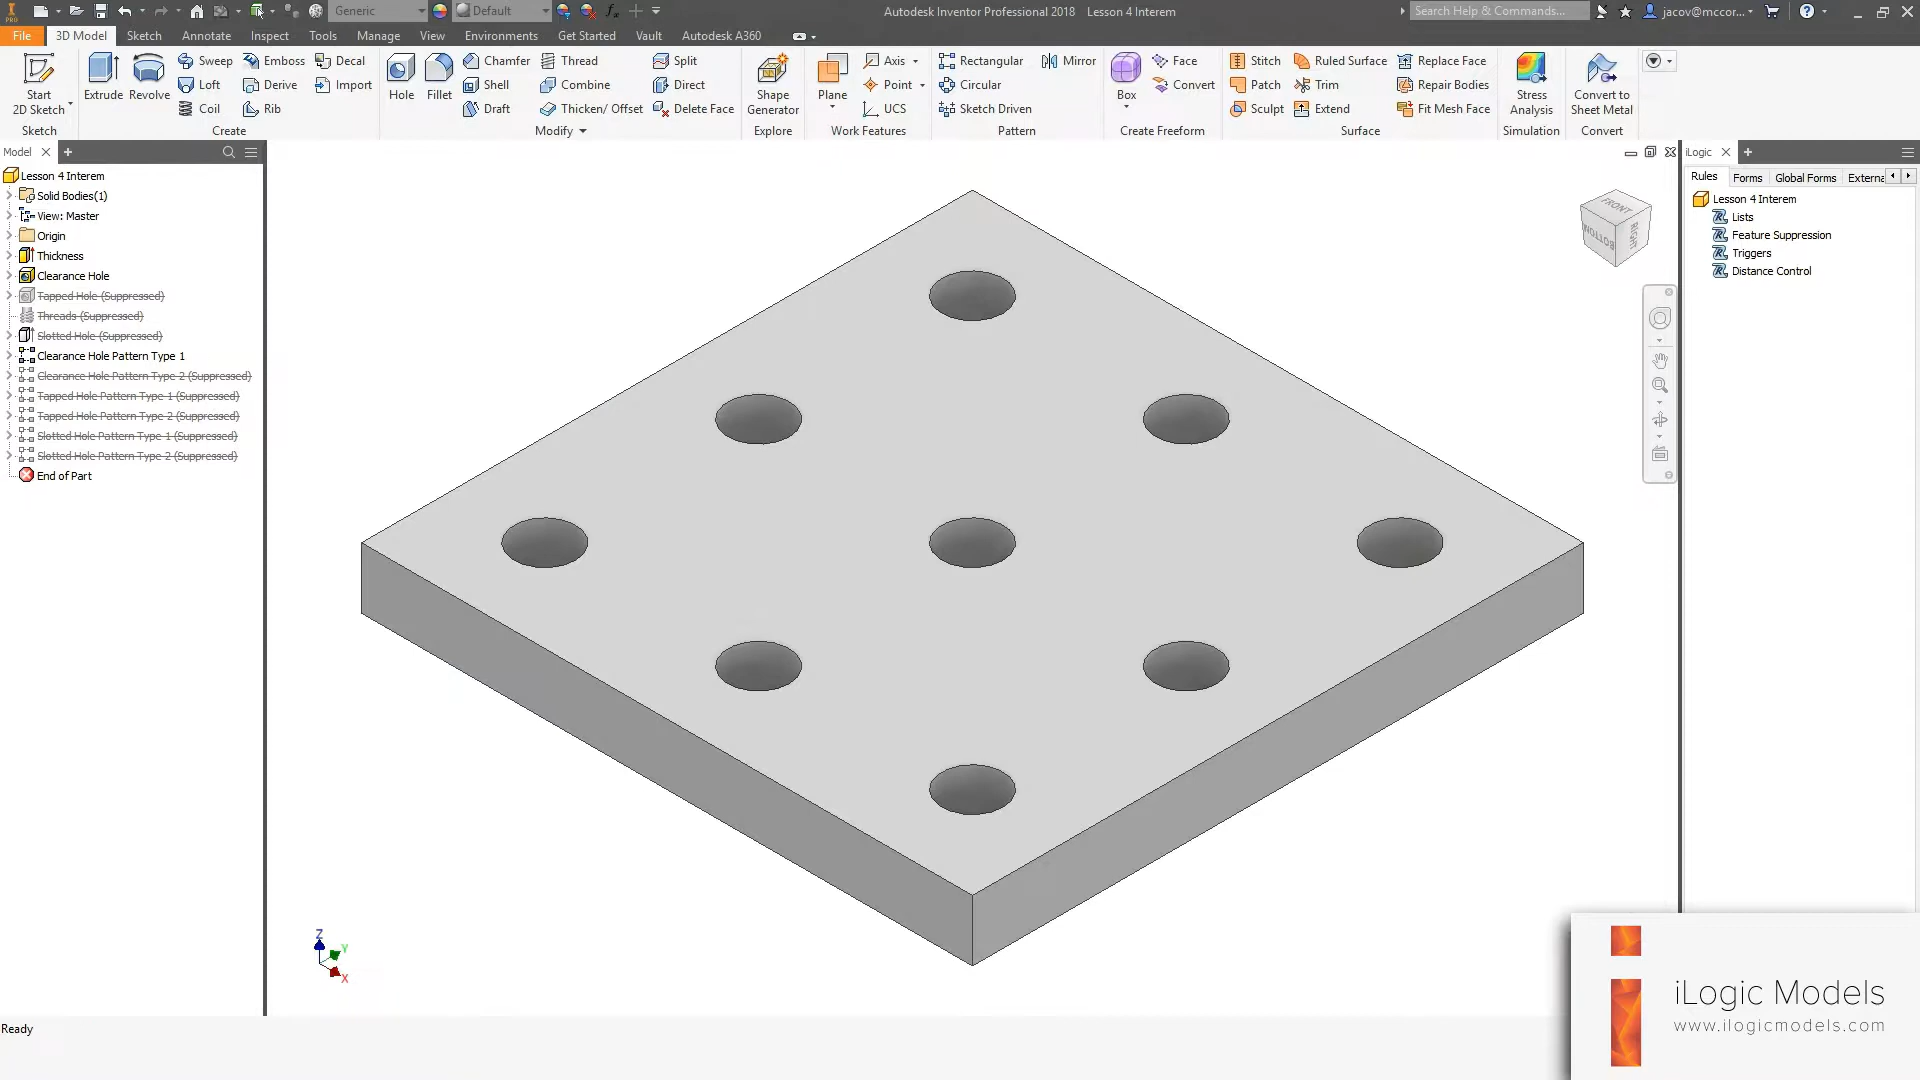 Generic
Default
Autodesk Inventor Professional 2018 Lesson 4 Interem
Search Help & Commands...
jacov@mccor...
PRO
File 3D Model Sketch Annotate Inspect Tools Manage View Environments Get Started Vault Autodesk A360
Start
2D Sketch
Extrude Revolve
Sweep Emboss Decal
Loft Derive Import
Coil Rib
Hole Fillet
Chamfer Thread Split
Shell Combine Direct
Draft Thicken/ Offset Delete Face
Shape
Generator
Plane
Axis
Point
UCS
Rectangular Mirror
Circular
Sketch Driven
Box
Face
Convert
Stitch Ruled Surface Replace Face
Patch Trim Repair Bodies
Sculpt Extend Fit Mesh Face
Stress
Analysis
Convert to
Sheet Metal
Sketch Create Modify Explore Work Features Pattern Create Freeform Surface Simulation Convert
Model
Lesson 4 Interem
Solid Bodies(1)
View: Master
Origin
Thickness
Clearance Hole
Tapped Hole (Suppressed)
Threads (Suppressed)
Slotted Hole (Suppressed)
Clearance Hole Pattern Type 1
Clearance Hole Pattern Type 2 (Suppressed)
Tapped Hole Pattern Type 1 (Suppressed)
Tapped Hole Pattern Type 2 (Suppressed)
Slotted Hole Pattern Type 1 (Suppressed)
Slotted Hole Pattern Type 2 (Suppressed)
End of Part
FRONT
BOTTOM
RIGHT
Z
Y
X
iLogic
Rules Forms Global Forms Externa
Lesson 4 Interem
Lists
Feature Suppression
Triggers
Distance Control
Ready
iLogic Models
www.ilogicmodels.com